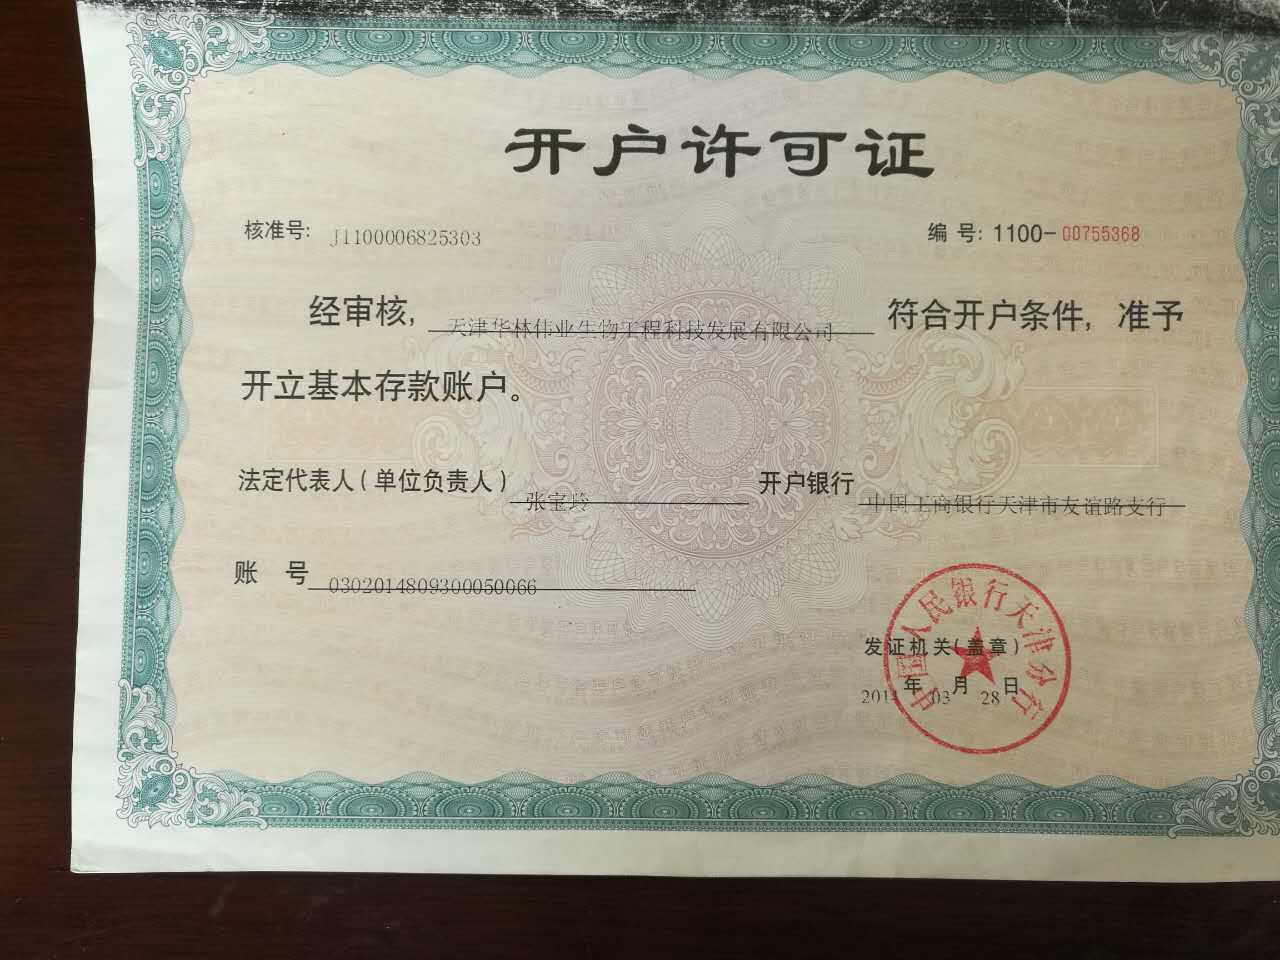 开户许可证
核准号: J1100006825303 编号: 1100-00755368
经审核, 天津华林伟业生物工程科技发展有限公司 符合开户条件, 准予
开立基本存款账户。
法定代表人(单位负责人) 张宝玲 开户银行 中国工商银行天津市友谊路支行
账 号 0302014809300050066
发证机关(盖章)
年 03 月 28 日
中国人民银行天津分行